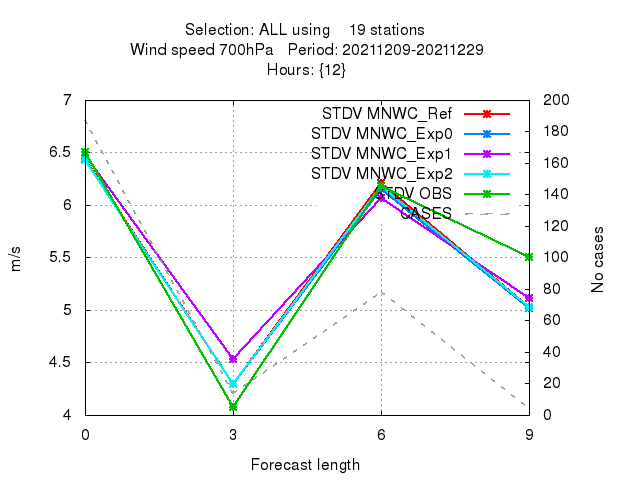 Selection: ALL using 19 stations
Wind speed 700hPa Period: 20211209-20211229
Hours: {12}
7 200
STDV MNWC_Ref
180
STDV MNWC_Exp0
6.5 160
STDV MNWC_Exp1
STDV MNWC_Exp2
140
STDV OBS
6 CASES
120
5.5 100
m/s No cases
80
5
60
4.5 40
20
4 0
0 3 6 9
Forecast length